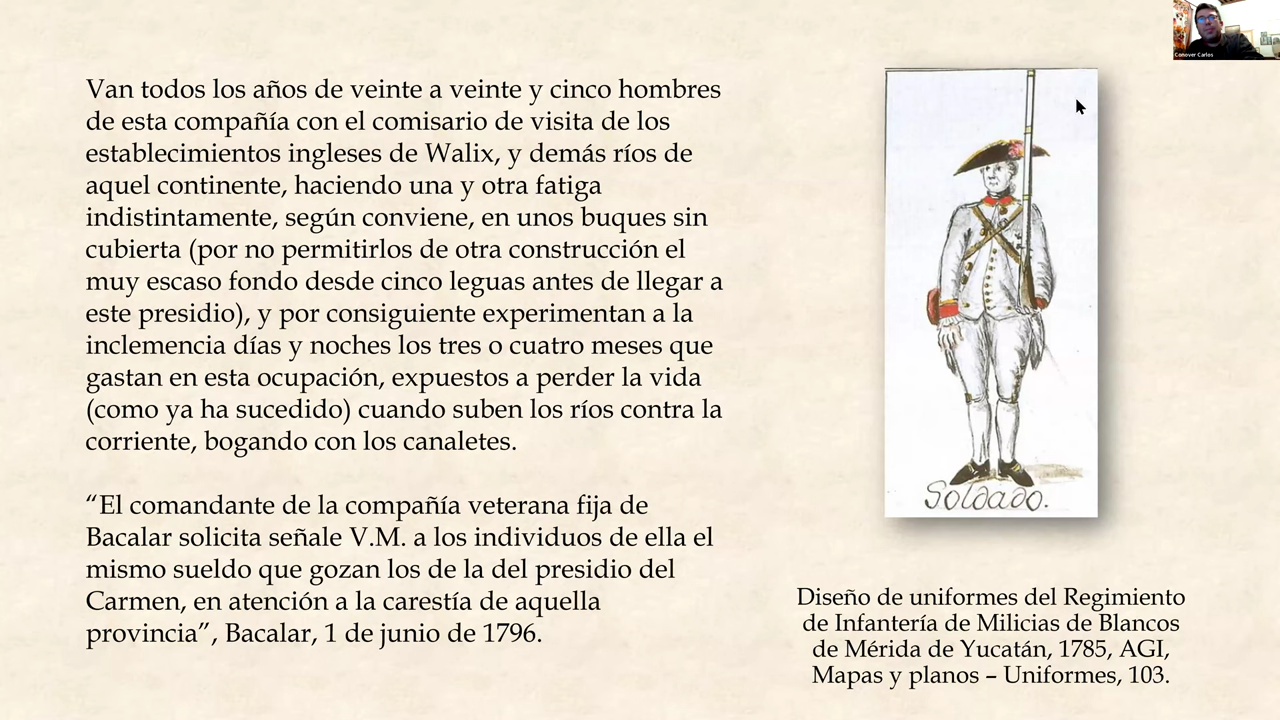 Conover Carlos
Van todos los años de veinte a veinte y cinco hombres
de esta compañía con el comisario de visita de los
establecimientos ingleses de Walix, y demás ríos de
aquel continente, haciendo una y otra fatiga
indistintamente, según conviene, en unos buques sin
cubierta (por no permitirlos de otra construcción el
muy escaso fondo desde cinco leguas antes de llegar a
este presidio), y por consiguiente experimentan a la
inclemencia días y noches los tres o cuatro meses que
gastan en esta ocupación, expuestos a perder la vida
(como ya ha sucedido) cuando suben los ríos contra la
corriente, bogando con los canaletes.
“El comandante de la compañía veterana fija de
Bacalar solicita señale V.M. a los individuos de ella el
mismo sueldo que gozan los de la del presidio del
Carmen, en atención a la carestía de aquella
provincia”, Bacalar, 1 de junio de 1796.
Soldado.
Diseño de uniformes del Regimiento
de Infantería de Milicias de Blancos
de Mérida de Yucatán, 1785, AGI,
Mapas y planos – Uniformes, 103.